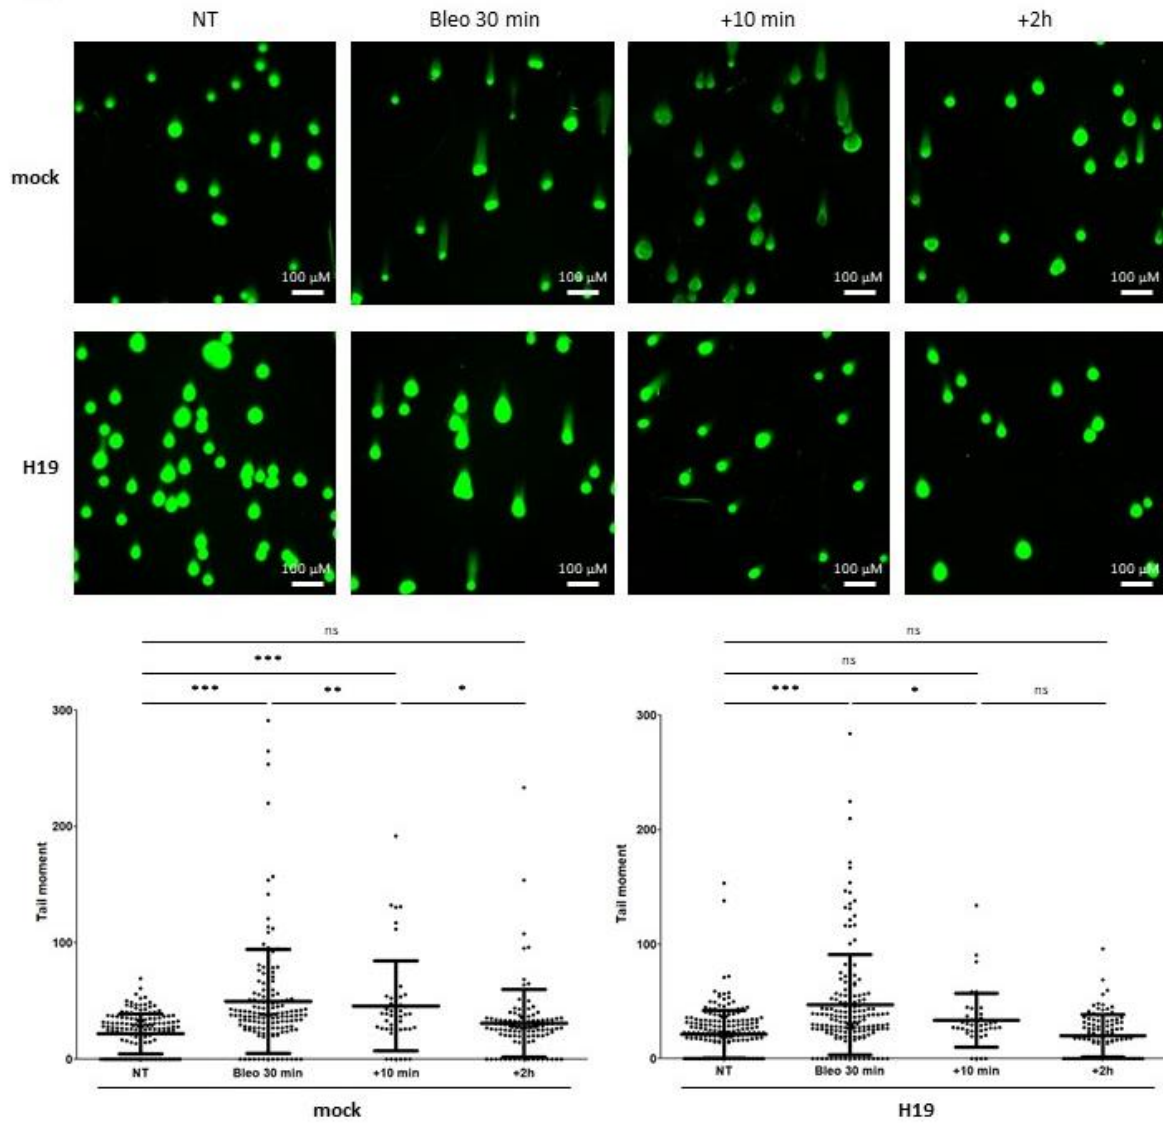 NT Bleo 30 min +10 min +2h
mock
100 µM 100 µM 100 µM 100 µM
H19
100 µM 100 µM 100 µM 100 µM
ns ns
*** ns
*** ** * *** * ns
300 300
200 200
Tail moment Tail moment
100 100
0 0
NT Bleo 30 min +10 min +2h NT Bleo 30 min +10 min +2h
mock H19